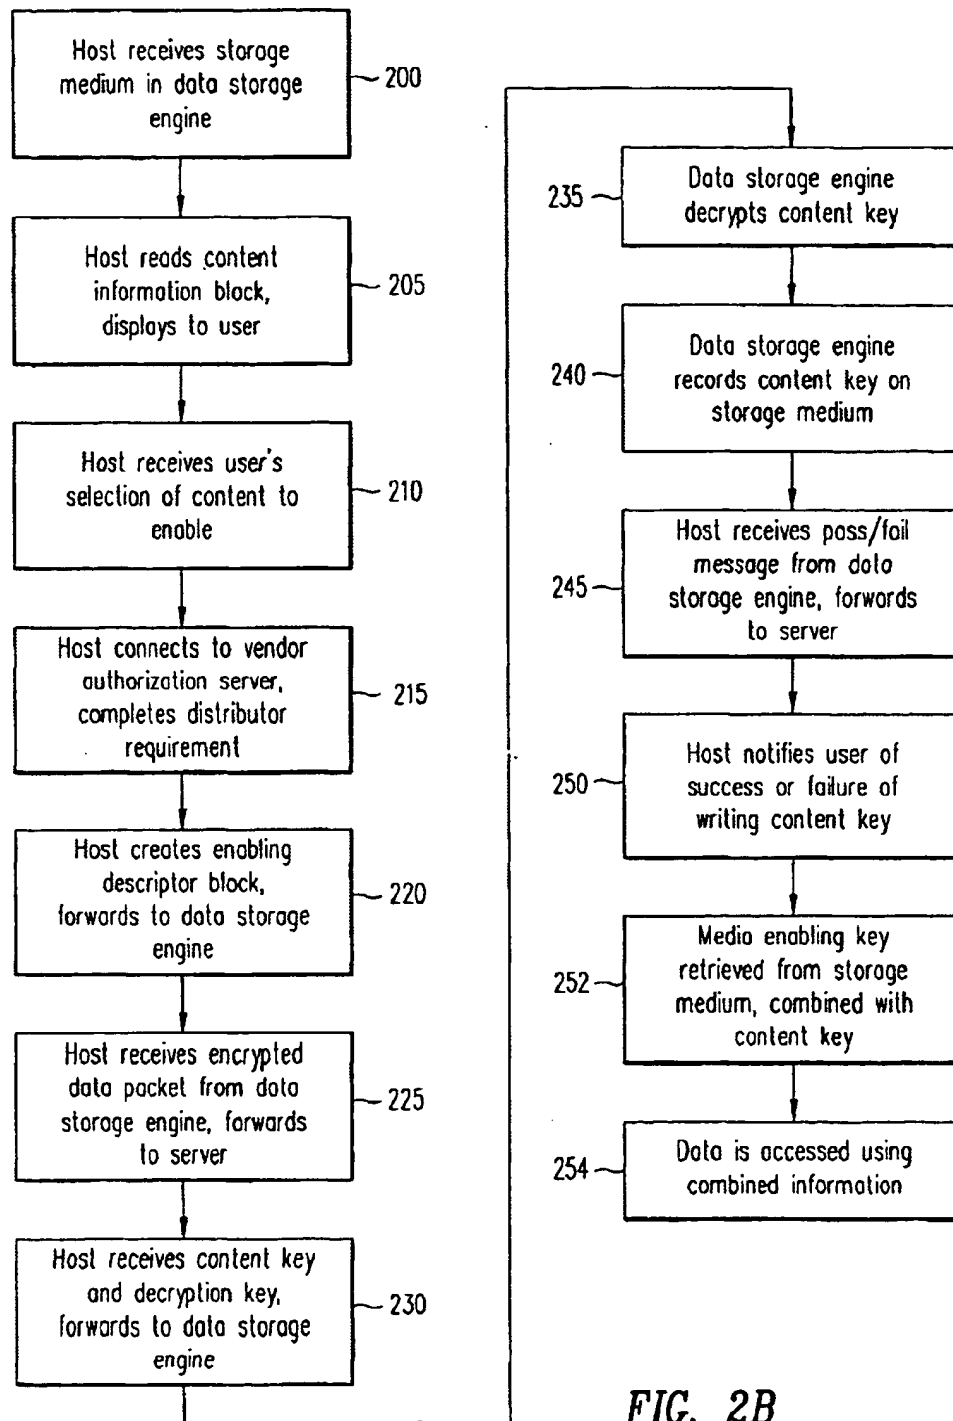 Host receives storage
medium in data storage
engine
200
Host reads content
information block,
displays to user
205
Host receives user's
selection of content to
enable
210
Host connects to vendor
authorization server,
completes distributor
requirement
215
Host creates enabling
descriptor block,
forwards to data storage
engine
220
Host receives encrypted
data packet from data
storage engine, forwards
to server
225
Host receives content key
and decryption key,
forwards to data storage
engine
230
Data storage engine
decrypts content key
235
Data storage engine
records content key on
storage medium
240
Host receives pass/fail
message from data
storage engine, forwards
to server
245
Host notifies user of
success or failure of
writing content key
250
Media enabling key
retrieved from storage
medium, combined with
content key
252
Data is accessed using
combined information
254
FIG. 2B